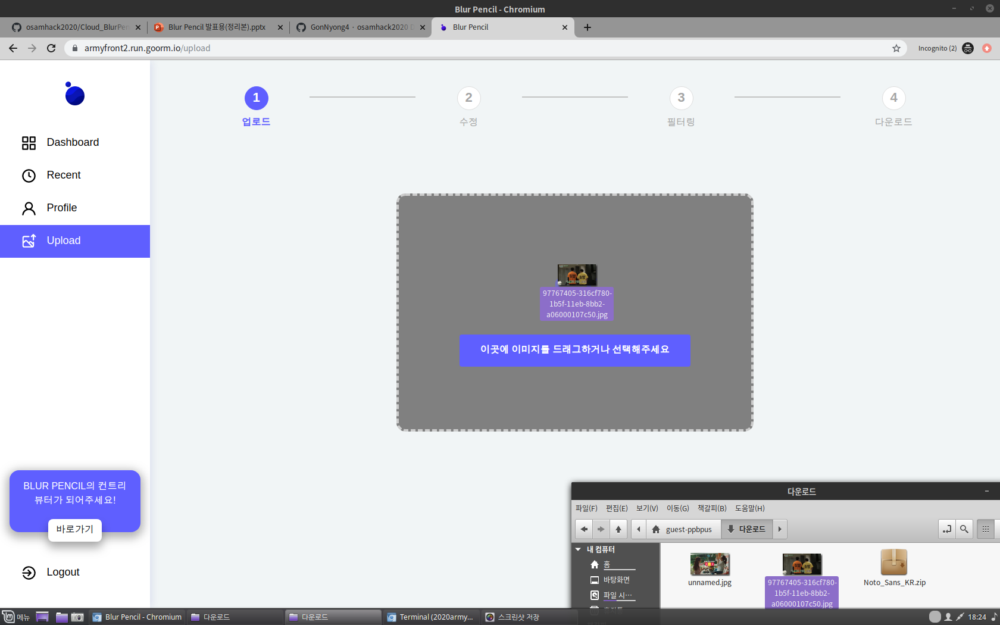 Blur Pencil - Chromium
osamhack2020/Cloud_BlurPen
Blur Pencil 발표용(정리본).pptx
GonNyong4 · osamhack2020
Blur Pencil
armyfront2.run.goorm.io/upload
Incognito (2)
1
2
3
4
업로드
수정
필터링
다운로드
Dashboard
Recent
Profile
Upload
97767405-316cf780-
1b5f-11eb-8bb2-
a06000107c50.jpg
이곳에 이미지를 드래그하거나 선택해주세요
BLUR PENCIL의 컨트리
뷰터가 되어주세요!
바로가기
Logout
다운로드
파일(F) 편집(E) 보기(V) 이동(G) 책갈피(B) 도움말(H)
guest-ppbpus
다운로드
내 컴퓨터
홈
바탕화면
파일 시…
unnamed.jpg
97767405-316cf780-
1b5f-11eb-8bb2-
a06000107c50.jpg
Noto_Sans_KR.zip
메뉴
Blur Pencil - Chromium
다운로드
다운로드
Terminal (2020army...
스크린샷 저장
18:24